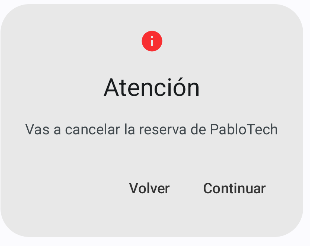 Atención
Vas a cancelar la reserva de PabloTech
Volver Continuar